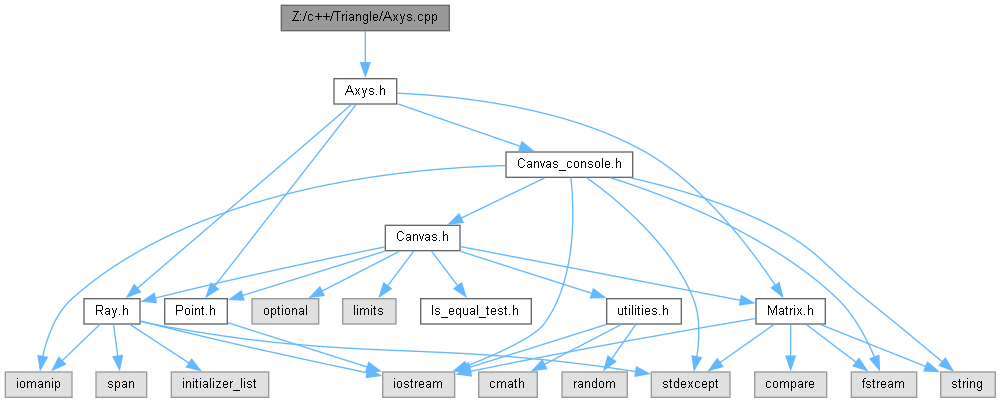 Z:/c++/Triangle/Axys.cpp
Axys.h
Canvas_console.h
Canvas.h
Ray.h
Point.h
optional
limits
Is_equal_test.h
utilities.h
Matrix.h
iomanip
span
initializer_list
iostream
cmath
random
stdexcept
compare
fstream
string